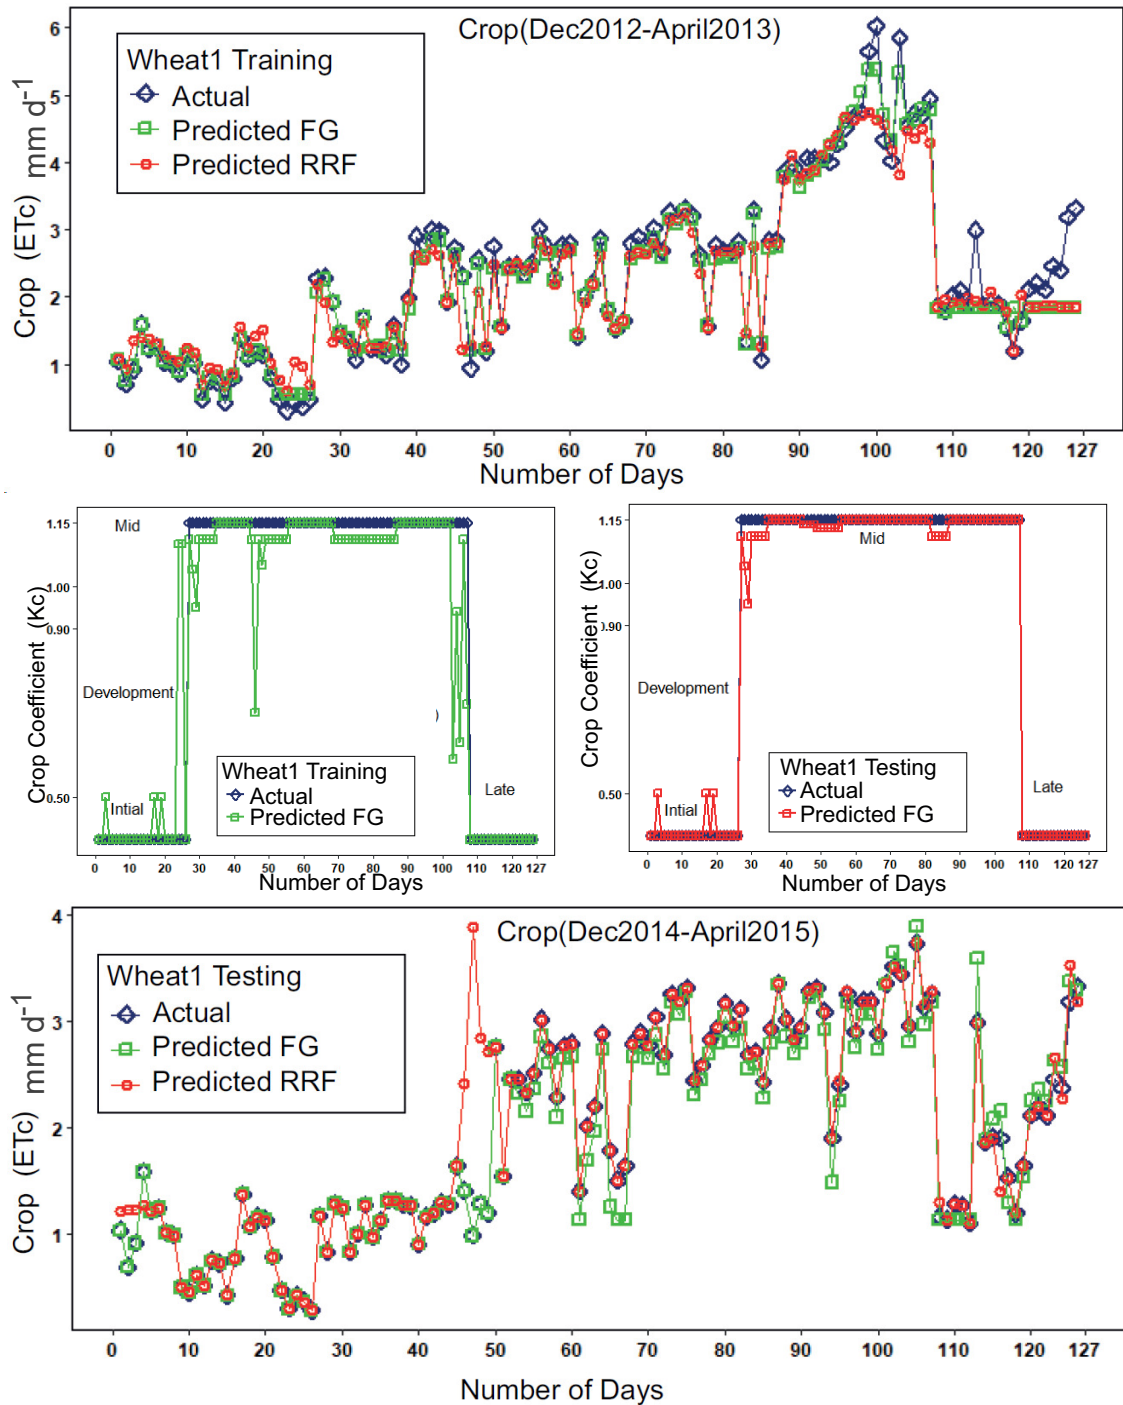 Crop(Dec2012-April2013)
Wheat1 Training
Actual
Predicted FG
Predicted RRF
Crop (ETc) mm d-1
6
5
4
3
2
1
0 10 20 30 40 50 60 70 80 90 100 110 120 127
Number of Days
Mid
1.15
1.00
0.90
0.50
Crop Coefficient (Kc)
Development
)
Intial
Wheat1 Training
Actual
Predicted FG
Late
0 10 20 30 40 50 60 70 80 90 100 110 120 127
Number of Days
1.15
1.00
0.90
0.50
Crop Coefficient (Kc)
Mid
Development
Intial
Wheat1 Testing
Actual
Predicted FG
Late
0 10 20 30 40 50 60 70 80 90 100 110 120 127
Number of Days
Crop(Dec2014-April2015)
Wheat1 Testing
Actual
Predicted FG
Predicted RRF
Crop (ETc) mm d-1
4
3
2
1
0 10 20 30 40 50 60 70 80 90 100 110 120 127
Number of Days